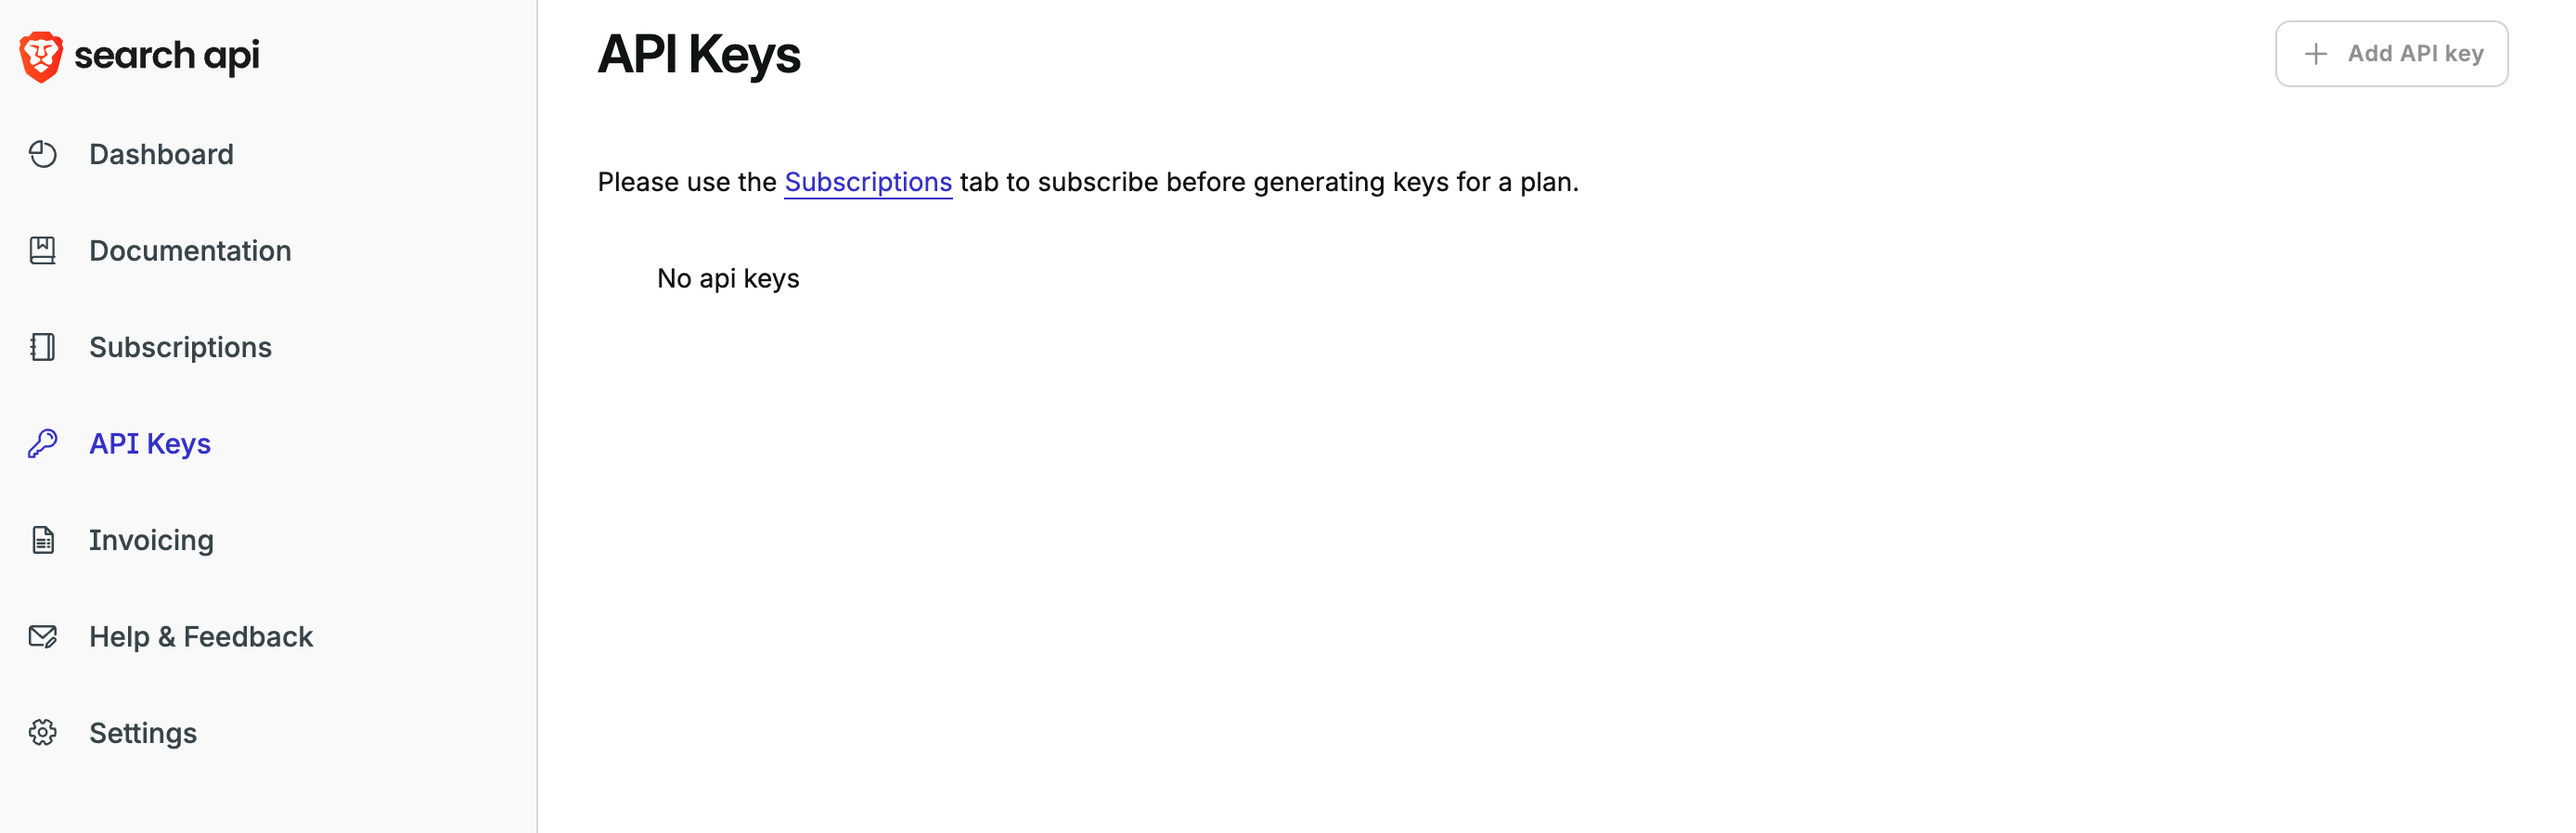 search api
Dashboard
Documentation
Subscriptions
API Keys
Invoicing
Help & Feedback
Settings
API Keys
Add API key
Please use the Subscriptions tab to subscribe before generating keys for a plan.
No api keys